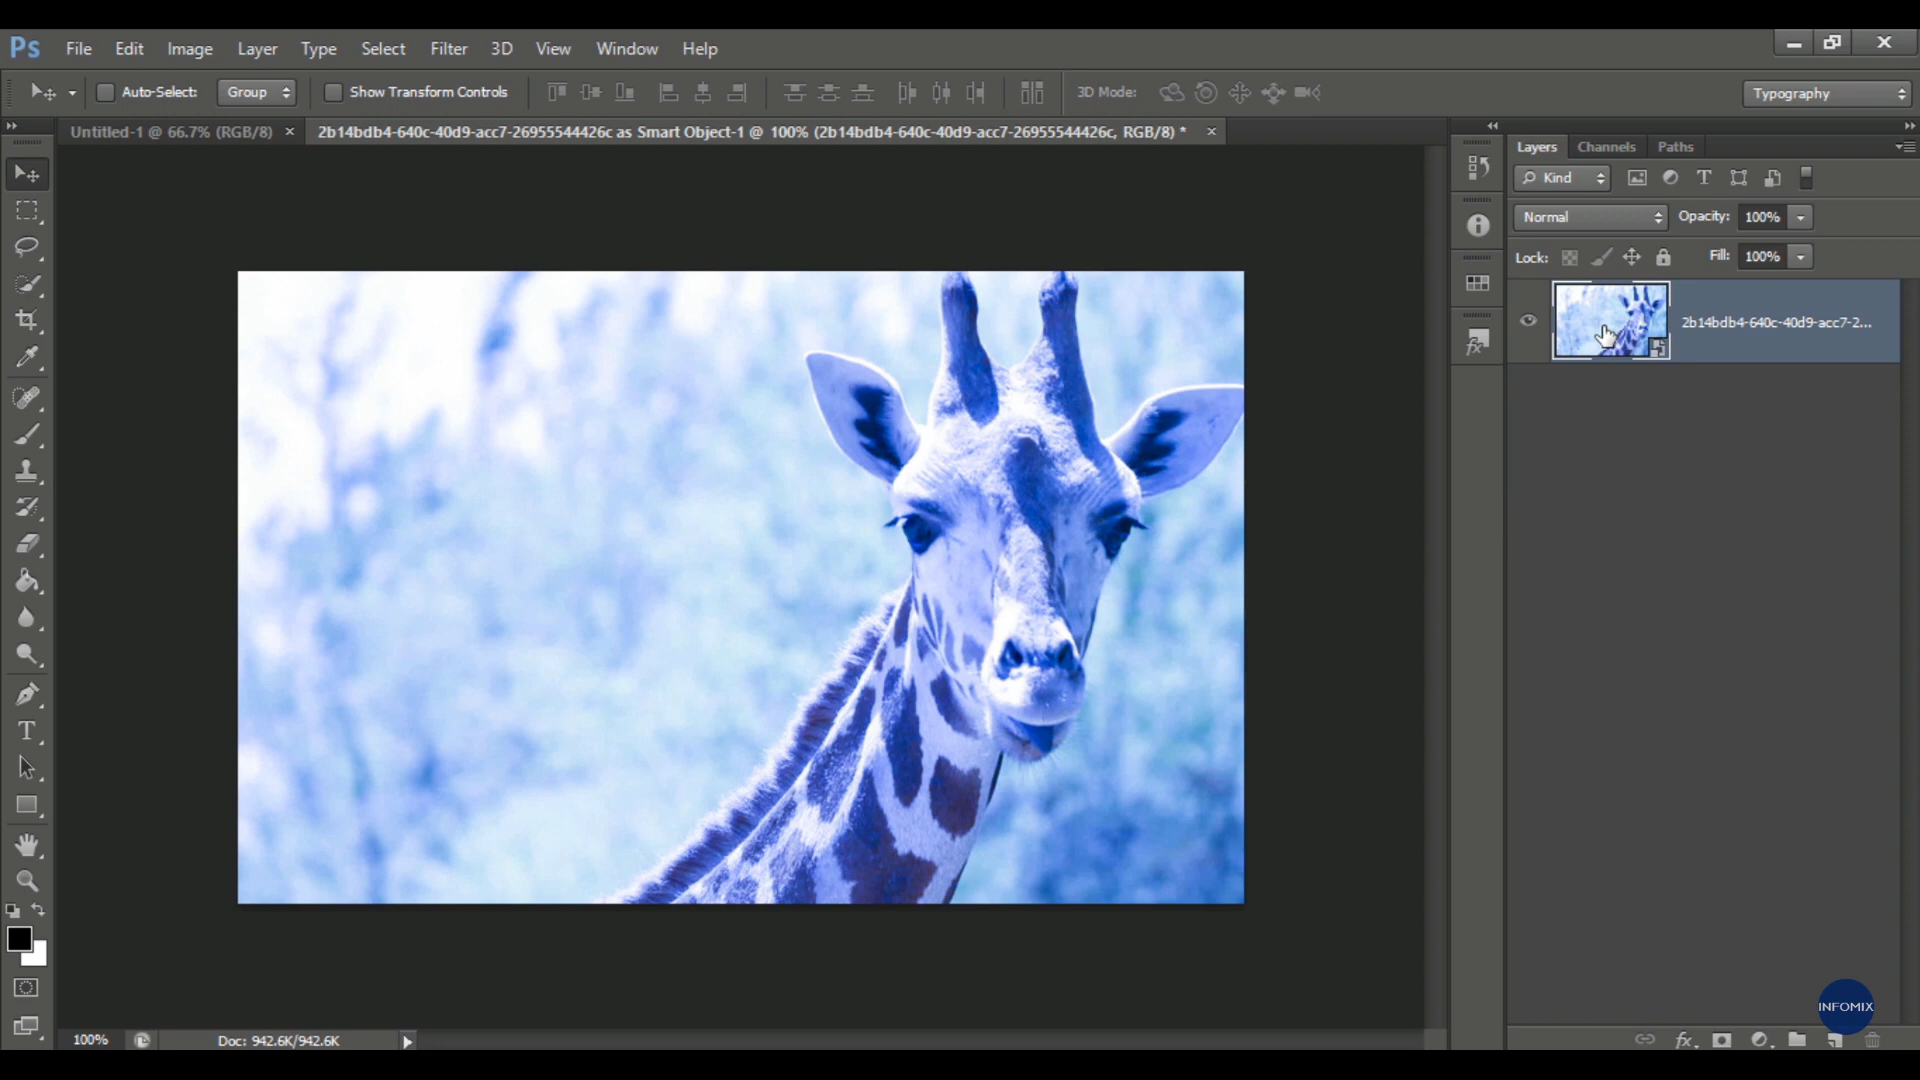 Ps File Edit Image Layer Type Select Filter 3D View Window Help
Auto-Select: Group Show Transform Controls 3D Mode: Typography
Untitled-1 @ 66.7% (RGB/8) × 2b14bdb4-640c-40d9-acc7-26955544426c as Smart Object-1 @ 100% (2b14bdb4-640c-40d9-acc7-26955544426c, RGB/8) * ×
Layers Channels Paths
Kind
Normal Opacity: 100%
Lock: Fill: 100%
2b14bdb4-640c-40d9-acc7-2...
INFOMIX
100% Doc: 942.6K/942.6K